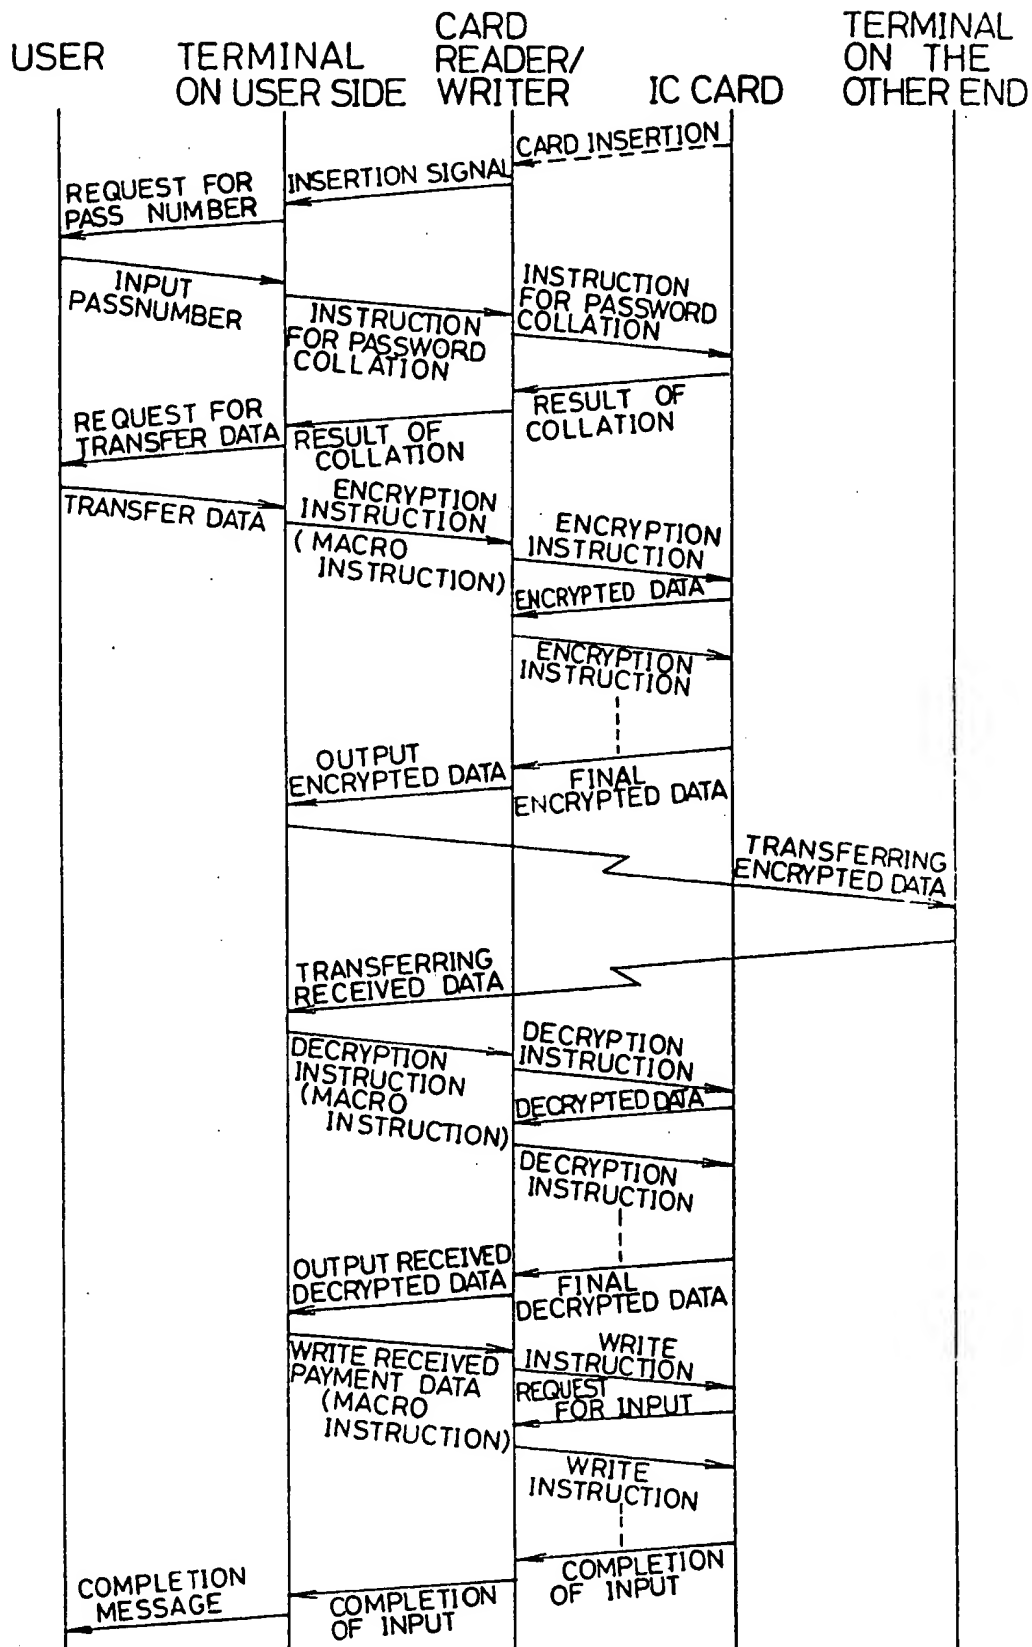 USER
TERMINAL
ON USER SIDE
CARD
READER/
WRITER
IC CARD
TERMINAL
ON THE
OTHER END
CARD INSERTION
INSERTION SIGNAL
REQUEST FOR
PASS NUMBER
INPUT
PASSNUMBER
INSTRUCTION
FOR PASSWORD
COLLATION
INSTRUCTION
FOR PASSWORD
COLLATION
RESULT OF
COLLATION
REQUEST FOR
TRANSFER DATA
RESULT OF
COLLATION
TRANSFER DATA
ENCRYPTION
INSTRUCTION
(MACRO
INSTRUCTION)
ENCRYPTION
INSTRUCTION
ENCRYPTED DATA
ENCRYPTION
INSTRUCTION
OUTPUT
ENCRYPTED DATA
FINAL
ENCRYPTED DATA
TRANSFERRING
ENCRYPTED DATA
TRANSFERRING
RECEIVED DATA
DECRYPTION
INSTRUCTION
(MACRO
INSTRUCTION)
DECRYPTION
INSTRUCTION
DECRYPTED DATA
DECRYPTION
INSTRUCTION
OUTPUT RECEIVED
DECRYPTED DATA
FINAL
DECRYPTED DATA
WRITE RECEIVED
PAYMENT DATA
(MACRO
INSTRUCTION)
WRITE
INSTRUCTION
REQUEST
FOR INPUT
WRITE
INSTRUCTION
COMPLETION
OF INPUT
COMPLETION
OF INPUT
COMPLETION
MESSAGE